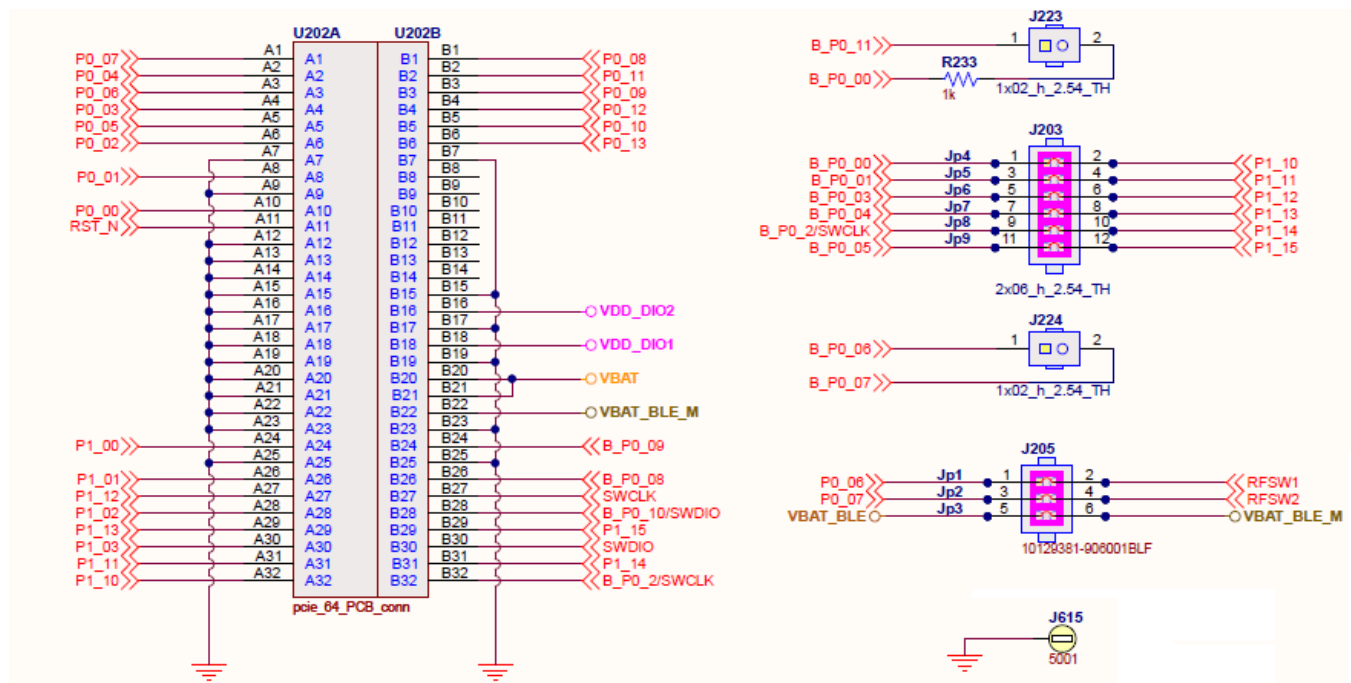 U202A U202B
P0_07 A1 A1 B1 B1 P0_08
P0_04 A2 A2 B2 B2 P0_11
P0_06 A3 A3 B3 B3 P0_09
P0_03 A4 A4 B4 B4 P0_12
P0_05 A5 A5 B5 B5 P0_10
P0_02 A6 A6 B6 B6 P0_13
A7 A7 B7 B7
P0_01 A8 A8 B8 B8
A9 A9 B9 B9
P0_00 A10 A10 B10 B10
RST_N A11 A11 B11 B11
A12 A12 B12 B12
A13 A13 B13 B13
A14 A14 B14 B14
A15 A15 B15 B15
A16 A16 B16 B16 VDD_DIO2
A17 A17 B17 B17
A18 A18 B18 B18 VDD_DIO1
A19 A19 B19 B19
A20 A20 B20 B20 VBAT
A21 A21 B21 B21
A22 A22 B22 B22 VBAT_BLE_M
A23 A23 B23 B23
P1_00 A24 A24 B24 B24 B_P0_09
A25 A25 B25 B25
P1_01 A26 A26 B26 B26 B_P0_08
P1_12 A27 A27 B27 B27 SWCLK
P1_02 A28 A28 B28 B28 B_P0_10/SWDIO
P1_13 A29 A29 B29 B29 P1_15
P1_03 A30 A30 B30 B30 SWDIO
P1_11 A31 A31 B31 B31 P1_14
P1_10 A32 A32 B32 B32 B_P0_2/SWCLK
pcie_64_PCB_conn
J223
B_P0_11 1 2
R233
B_P0_00
1k
1x02_h_2.54_TH
J203
B_P0_00 Jp4 1 2 P1_10
B_P0_01 Jp5 3 4 P1_11
B_P0_03 Jp6 5 6 P1_12
B_P0_04 Jp7 7 8 P1_13
B_P0_2/SWCLK Jp8 9 10 P1_14
B_P0_05 Jp9 11 12 P1_15
2x06_h_2.54_TH
J224
B_P0_06 1 2
B_P0_07
1x02_h_2.54_TH
J205
P0_06 Jp1 1 2 RFSW1
P0_07 Jp2 3 4 RFSW2
VBAT_BLE Jp3 5 6 VBAT_BLE_M
10129381-906001BLF
J615
5001